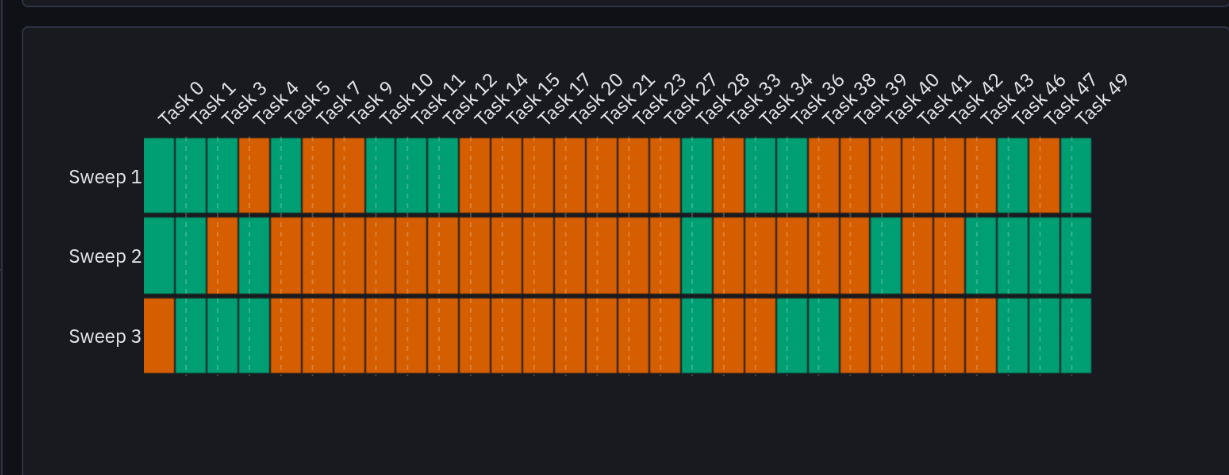 Task 0
Task 1
Task 3
Task 4
Task 5
Task 7
Task 9
Task 10
Task 11
Task 12
Task 14
Task 15
Task 17
Task 20
Task 21
Task 23
Task 27
Task 28
Task 33
Task 34
Task 36
Task 38
Task 39
Task 40
Task 41
Task 42
Task 43
Task 46
Task 47
Task 49
Sweep 1
Sweep 2
Sweep 3